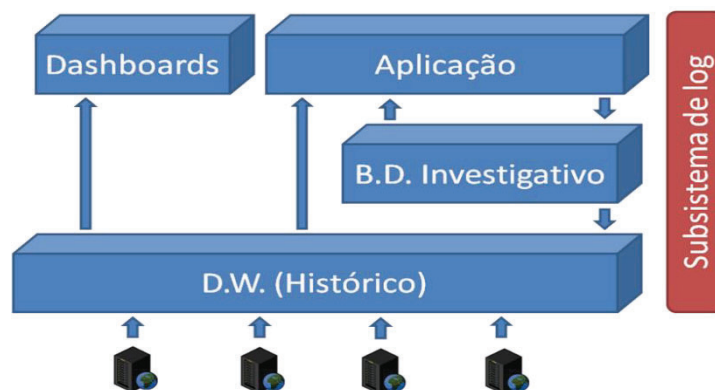 Dashboards
Aplicação
B.D. Investigativo
D.W. (Histórico)
Subsistema de log